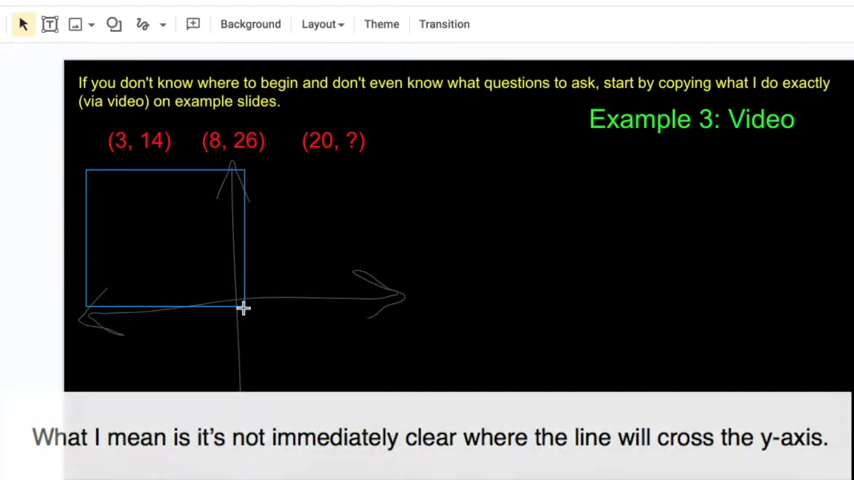 Background Layout Theme Transition
If you don't know where to begin and don't even know what questions to ask, start by copying what I do exactly
(via video) on example slides.
Example 3: Video
(3, 14) (8, 26) (20, ?)
What I mean is it’s not immediately clear where the line will cross the y-axis.